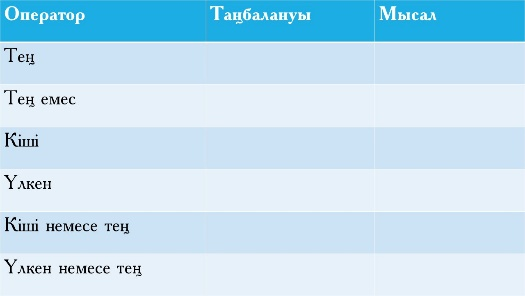 Оператор Таңбалануы Мысал
Тең
Тең емес
Кіші
Үлкен
Кіші немесе тең
Үлкен немесе тең